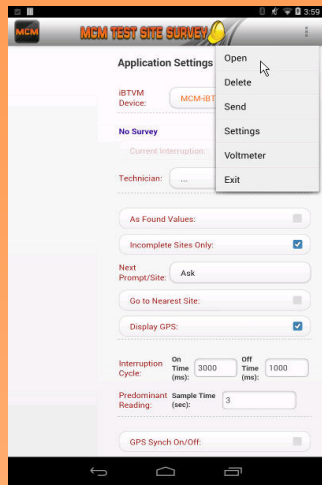 3:59
MCM
MCM TEST SITE SURVEY
Application Settings
Open
Delete
Send
Settings
Voltmeter
Exit
iBTVM
Device:
MCM-iBT
No Survey
Current Interruption:
Technician:
...
As Found Values:
Incomplete Sites Only:
Next
Prompt/Site:
Ask
Go to Nearest Site:
Display GPS:
Interruption
Cycle:
On
Time
(ms):
3000
Off
Time
(ms):
1000
Predominant
Reading:
Sample Time
(sec):
3
GPS Synch On/Off: